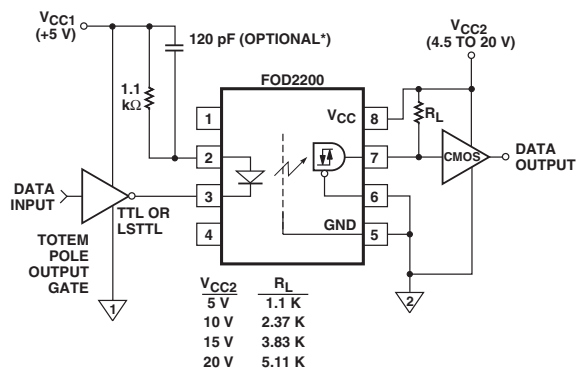 VCC1
(+5 V)
120 pF (OPTIONAL*)
VCC2
(4.5 TO 20 V)
FOD2200
1.1
kΩ
1
VCC
8
RL
2
7
CMOS
DATA
OUTPUT
DATA
INPUT
3
6
TTL OR
LSTTL
4
GND
5
TOTEM
POLE
OUTPUT
GATE
1
2
VCC2 RL
5 V 1.1 K
10 V 2.37 K
15 V 3.83 K
20 V 5.11 K